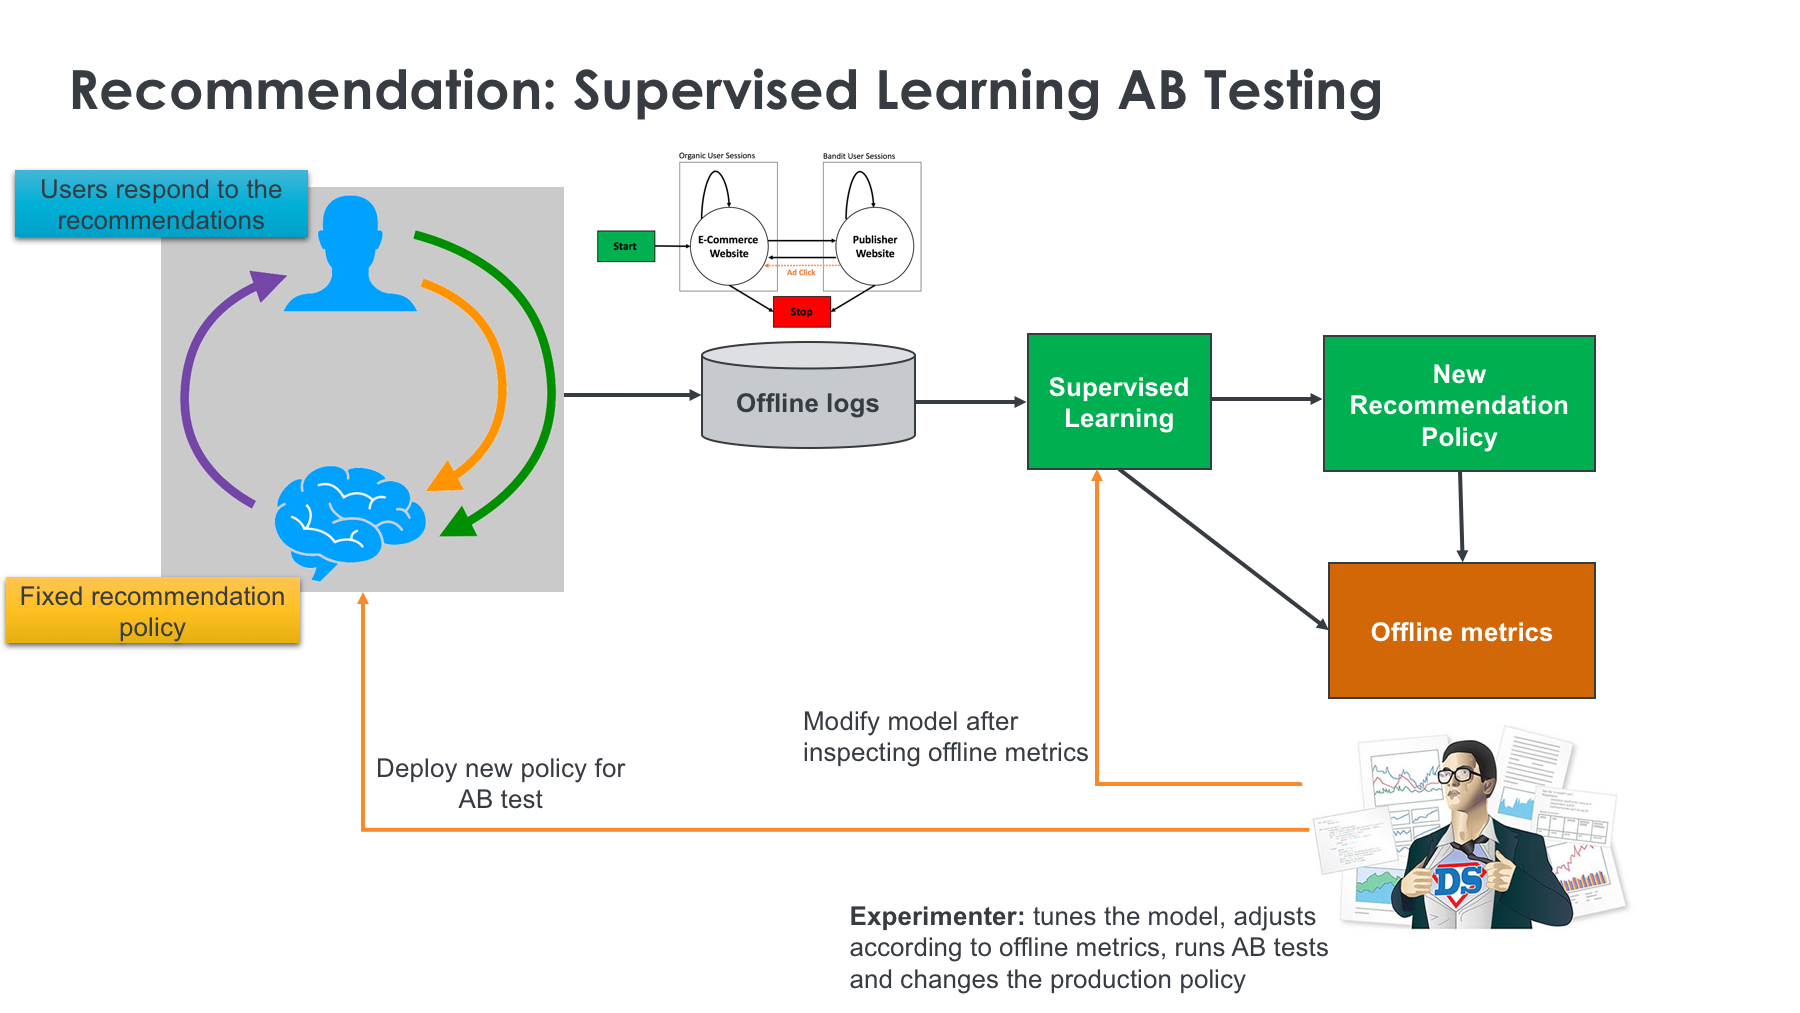 Recommendation: Supervised Learning AB Testing
Users respond to the
recommendations
Organic User Sessions
Bandit User Sessions
Start
E-Commerce
Website
Publisher
Website
Ad Click
Stop
Offline logs
Supervised
Learning
New
Recommendation
Policy
Fixed recommendation
policy
Offline metrics
Modify model after
inspecting offline metrics
Deploy new policy for
AB test
DS
Experimenter: tunes the model, adjusts
according to offline metrics, runs AB tests
and changes the production policy